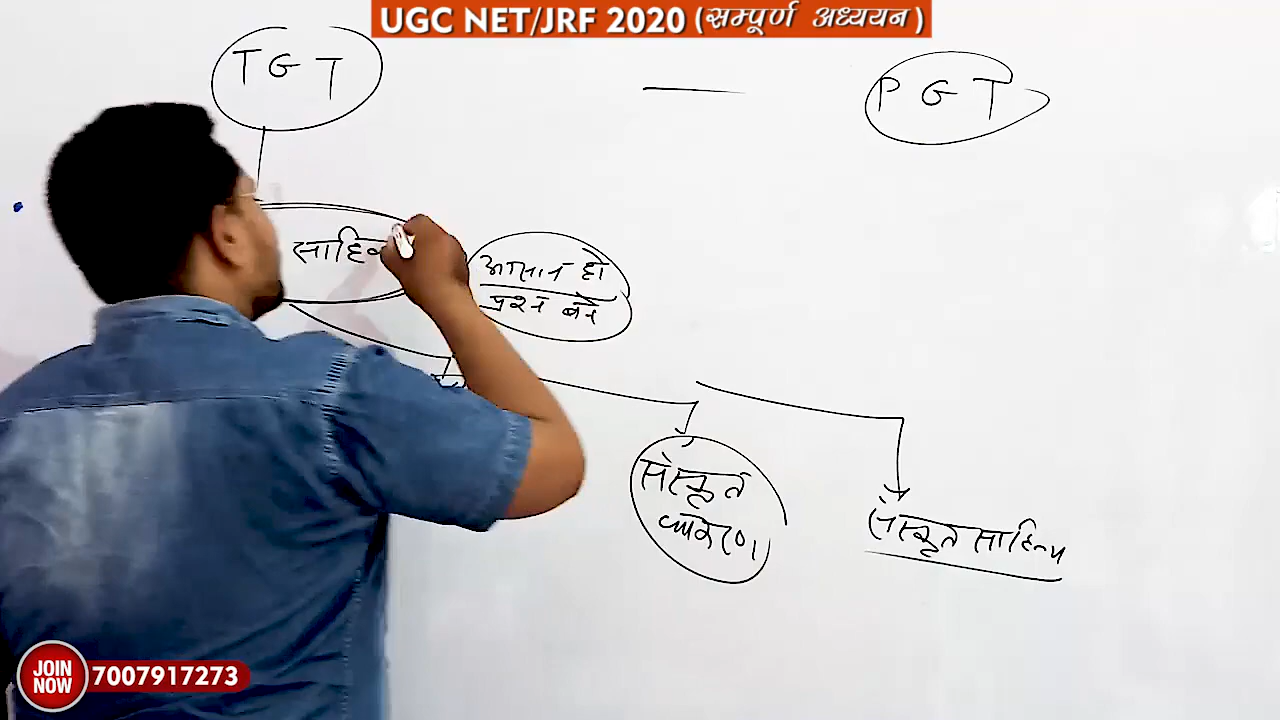 UGC NET/JRF 2020 (सम्पूर्ण अध्ययन)
TGT
PGT
आसान हो
प्रश्न बने
संस्कृत
व्याकरण
संस्कृत साहित्य
JOIN
NOW
7007917273